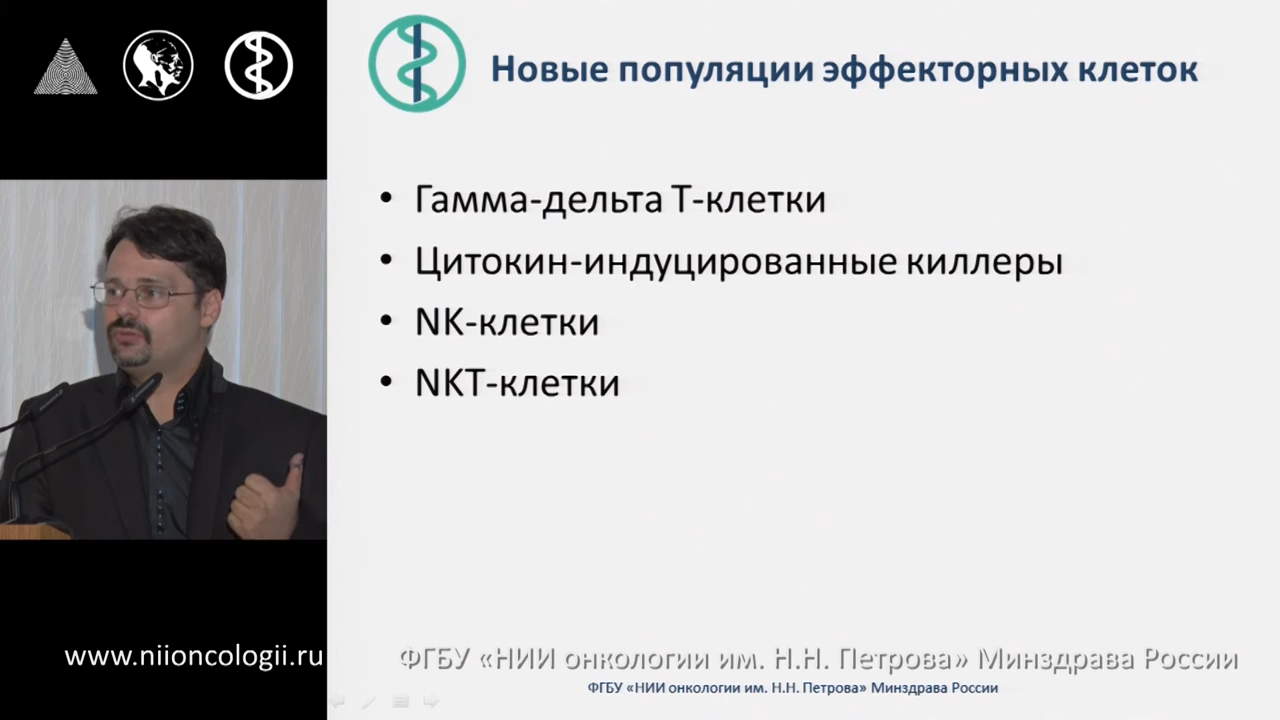 Новые популяции эффекторных клеток
• Гамма-дельта Т-клетки
• Цитокин-индуцированные киллеры
• NK-клетки
• NKT-клетки
www.niioncologii.ru
ФГБУ «НИИ онкологии им. Н.Н. Петрова» Минздрава России
ФГБУ «НИИ онкологии им. Н.Н. Петрова» Минздрава России